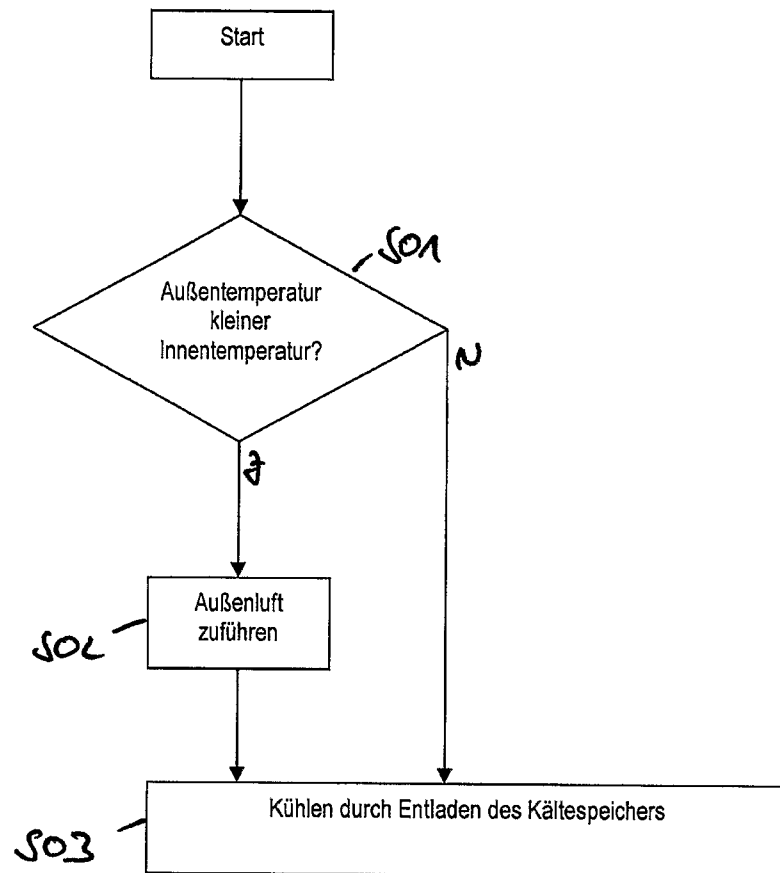 Start
S01
Außentemperatur
kleiner
Innentemperatur?
N
J
Außenluft
zuführen
S02
Kühlen durch Entladen des Kältespeichers
S03